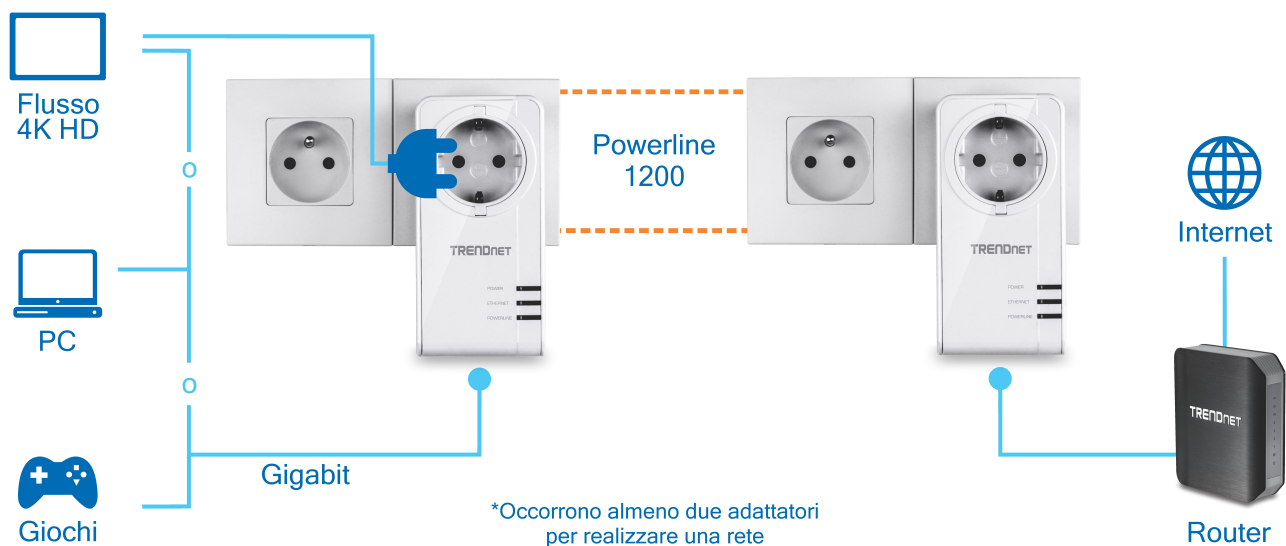 Flusso
4K HD
o
PC
o
Giochi
Gigabit
TRENDNET
POWER
ETHERNET
POWERLINE
Powerline
1200
TRENDNET
POWER
ETHERNET
POWERLINE
Internet
TRENDNET
Router
*Occorrono almeno due adattatori
per realizzare una rete